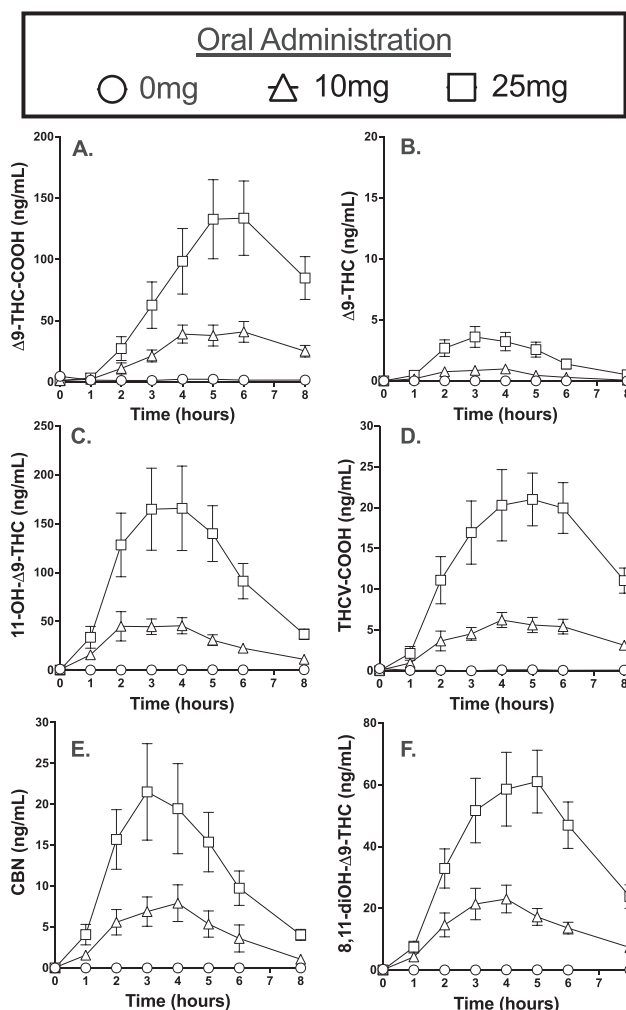 Oral Administration
0mg 10mg 25mg
A.
Δ9-THC-COOH (ng/mL)
200
150
100
50
0
0 1 2 3 4 5 6 7 8
Time (hours)
B.
Δ9-THC (ng/mL)
20
15
10
5
0
0 1 2 3 4 5 6 7 8
Time (hours)
C.
11-OH-Δ9-THC (ng/mL)
250
200
150
100
50
0
0 1 2 3 4 5 6 7 8
Time (hours)
D.
THCV-COOH (ng/mL)
30
20
10
5
0
0 1 2 3 4 5 6 7 8
Time (hours)
E.
CBN (ng/mL)
30
25
20
15
10
5
0
0 1 2 3 4 5 6 7 8
Time (hours)
F.
8,11-diOH-Δ9-THC (ng/mL)
80
60
40
20
0
0 1 2 3 4 5 6 7 8
Time (hours)